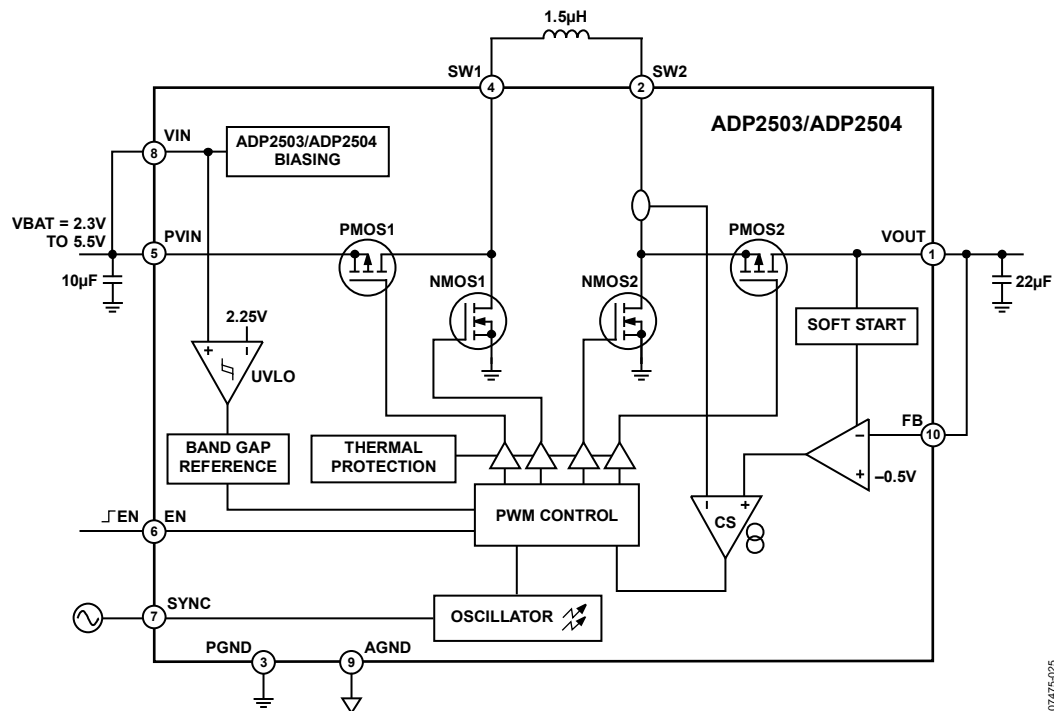 1.5µH
SW1
SW2
4
2
ADP2503/ADP2504
VIN
8
ADP2503/ADP2504
BIASING
VBAT = 2.3V
TO 5.5V
PVIN
5
PMOS1
PMOS2
VOUT
1
10µF
NMOS1
NMOS2
22µF
2.25V
SOFT START
+
–
UVLO
FB
10
BAND GAP
REFERENCE
THERMAL
PROTECTION
–
+
–0.5V
EN
EN
6
PWM CONTROL
–
+
CS
SYNC
7
OSCILLATOR
PGND
3
AGND
9
07475-025